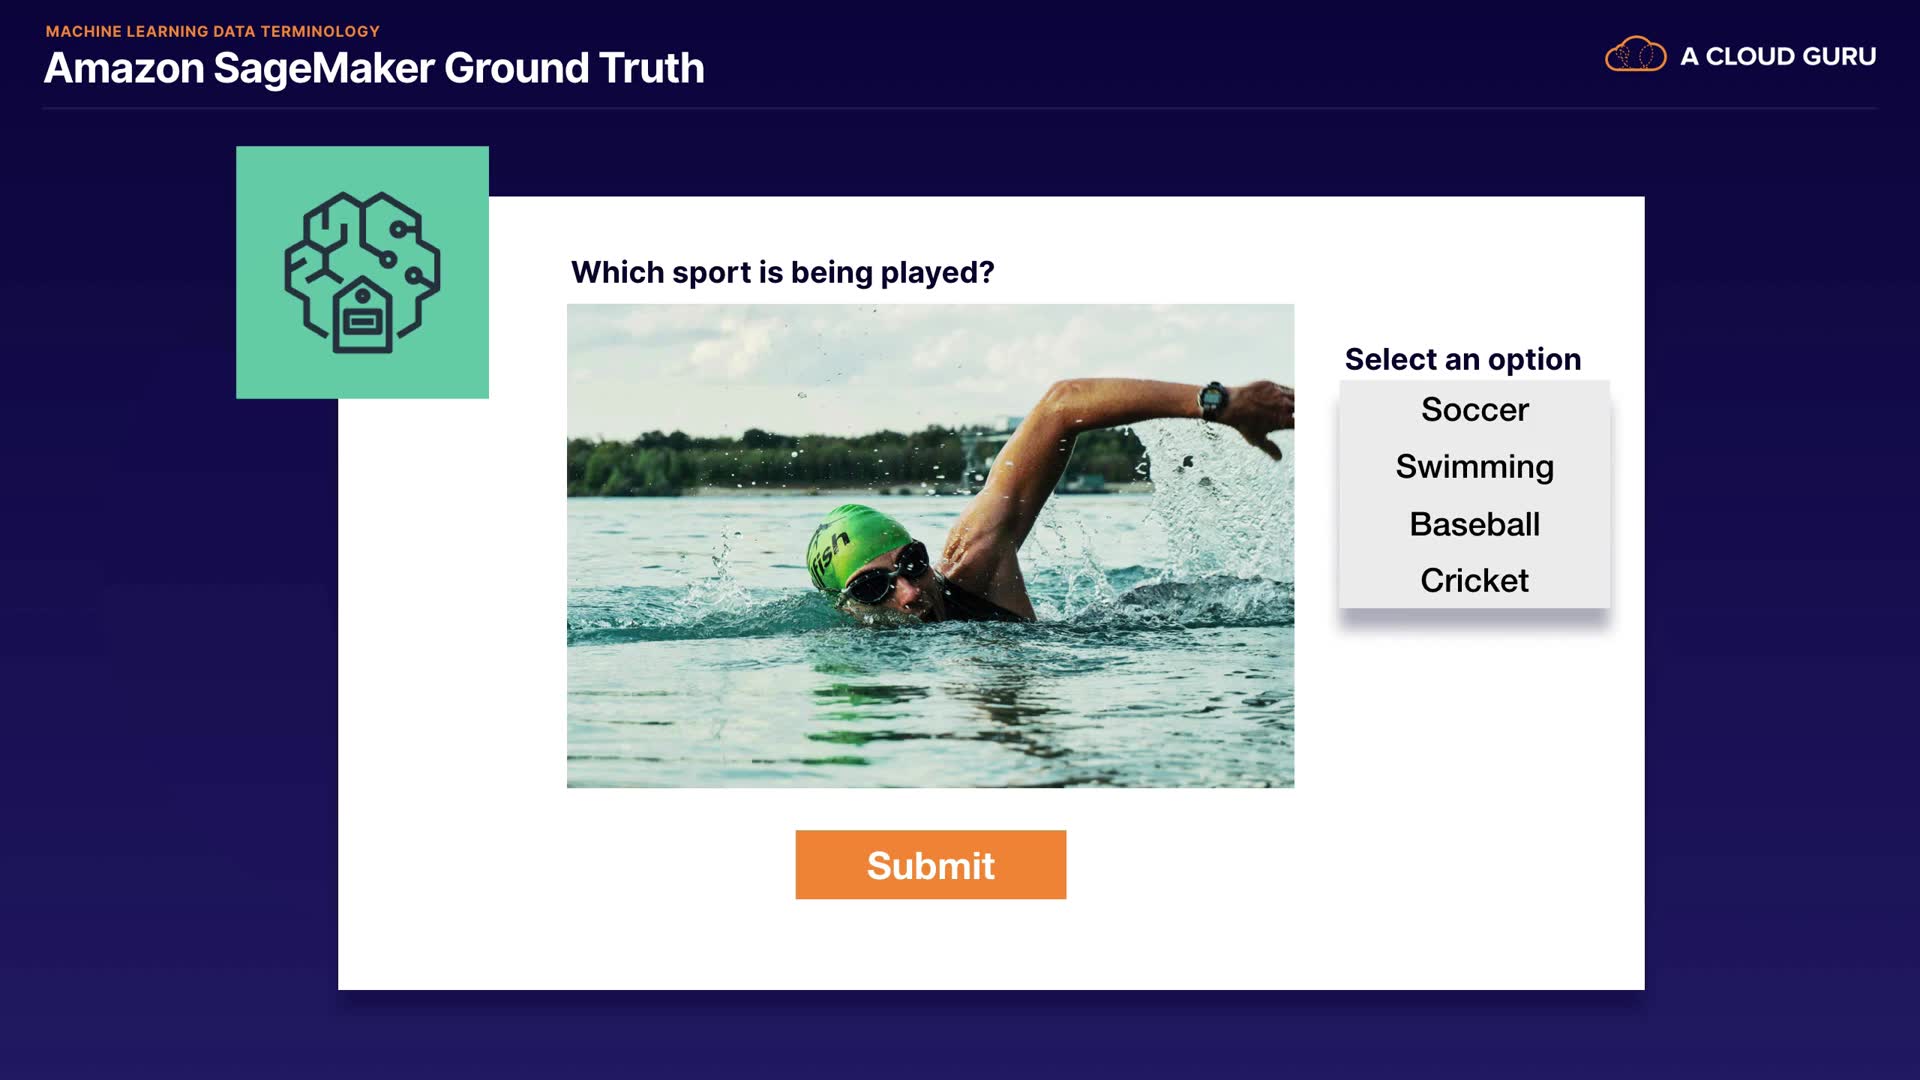 MACHINE LEARNING DATA TERMINOLOGY
Amazon SageMaker Ground Truth
A CLOUD GURU
Which sport is being played?
fish
Select an option
Soccer
Swimming
Baseball
Cricket
Submit